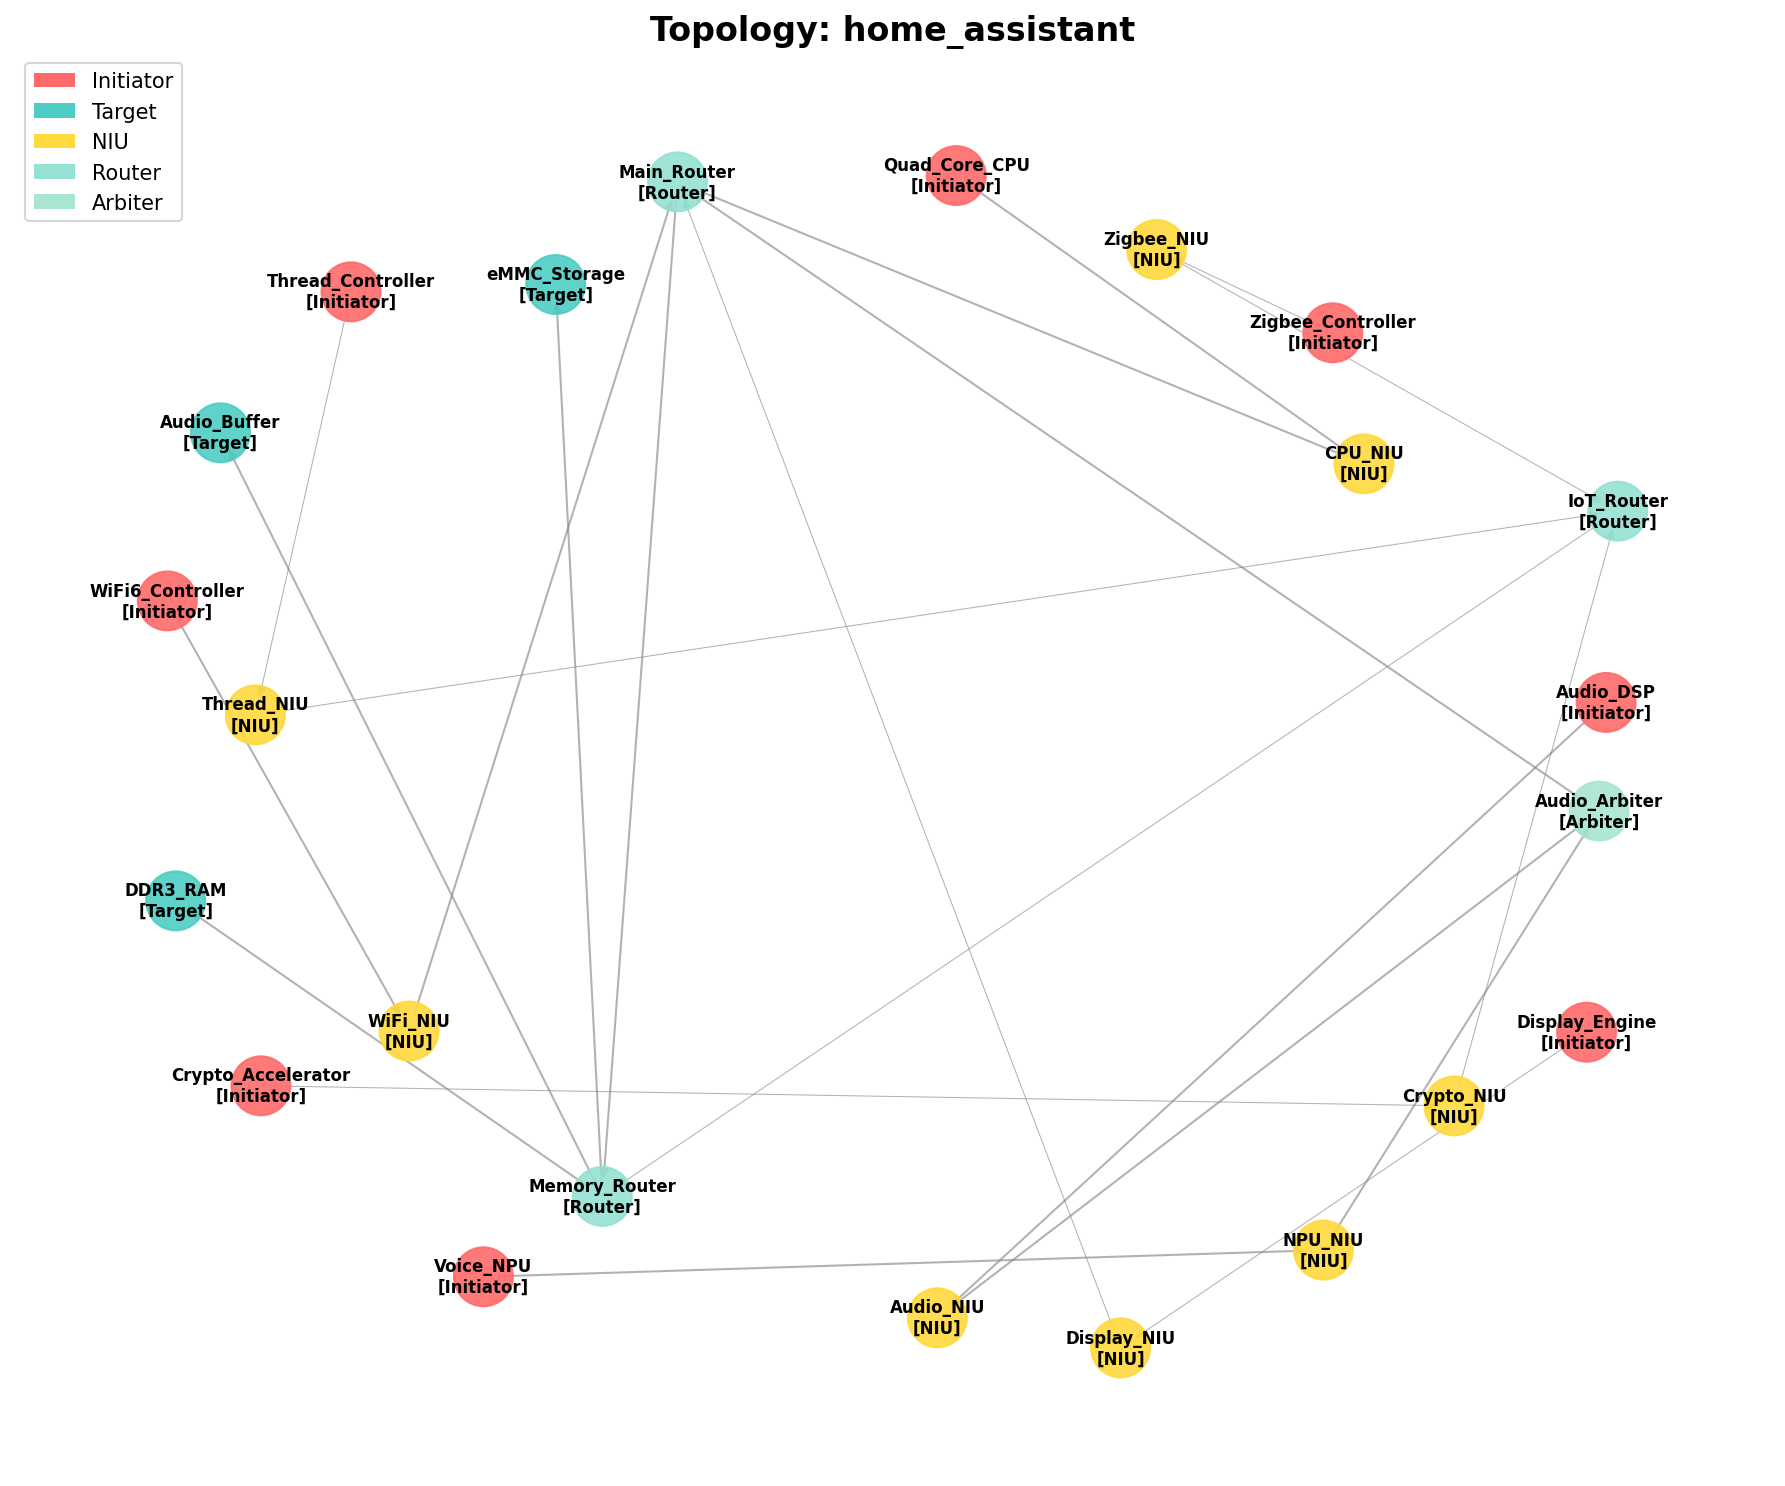 Topology: home_assistant
Initiator
Target
NIU
Router
Arbiter
Main_Router
[Router]
Quad_Core_CPU
[Initiator]
Zigbee_NIU
[NIU]
Thread_Controller
[Initiator]
eMMC_Storage
[Target]
Zigbee_Controller
[Initiator]
Audio_Buffer
[Target]
CPU_NIU
[NIU]
IoT_Router
[Router]
WiFi6_Controller
[Initiator]
Thread_NIU
[NIU]
Audio_DSP
[Initiator]
Audio_Arbiter
[Arbiter]
DDR3_RAM
[Target]
WiFi_NIU
[NIU]
Display_Engine
[Initiator]
Crypto_Accelerator
[Initiator]
Crypto_NIU
[NIU]
Memory_Router
[Router]
Voice_NPU
[Initiator]
NPU_NIU
[NIU]
Audio_NIU
[NIU]
Display_NIU
[NIU]